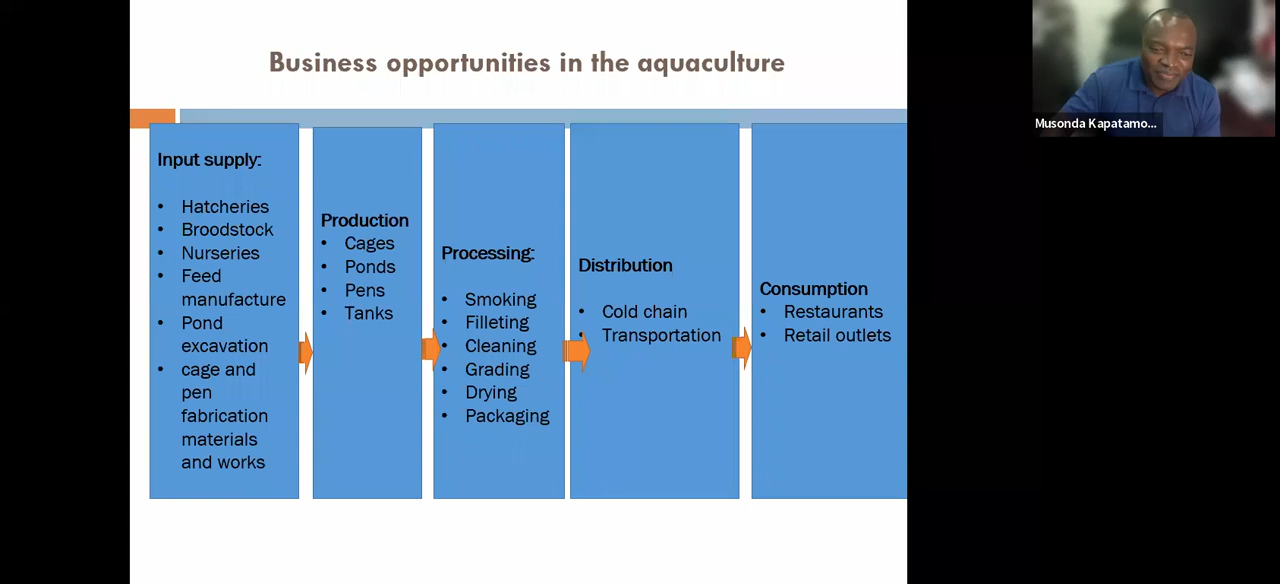 Business opportunities in the aquaculture
Input supply:
• Hatcheries
• Broodstock
• Nurseries
• Feed
manufacture
• Pond
excavation
• cage and
pen
fabrication
materials
and works
Production
• Cages
• Ponds
• Pens
• Tanks
Processing:
• Smoking
• Filleting
• Cleaning
• Grading
• Drying
• Packaging
Distribution
• Cold chain
• Transportation
Consumption
• Restaurants
• Retail outlets
Musonda Kapatamo...